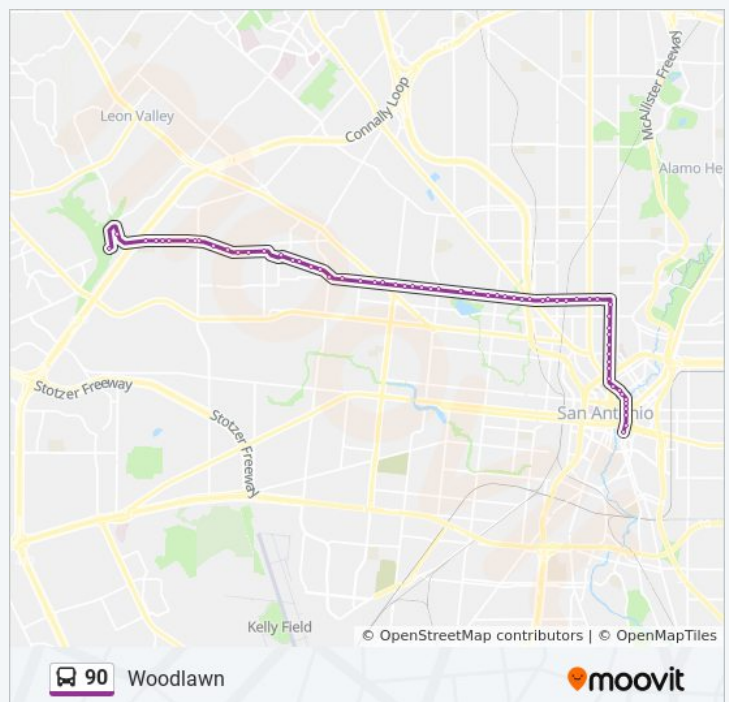 McAllister Freeway
Connally Loop
Leon Valley
Alamo He
Stotzer Freeway
Stotzer Freeway
San Antonio
Kelly Field
© OpenStreetMap contributors | © OpenMapTiles
90 Woodlawn
moovit